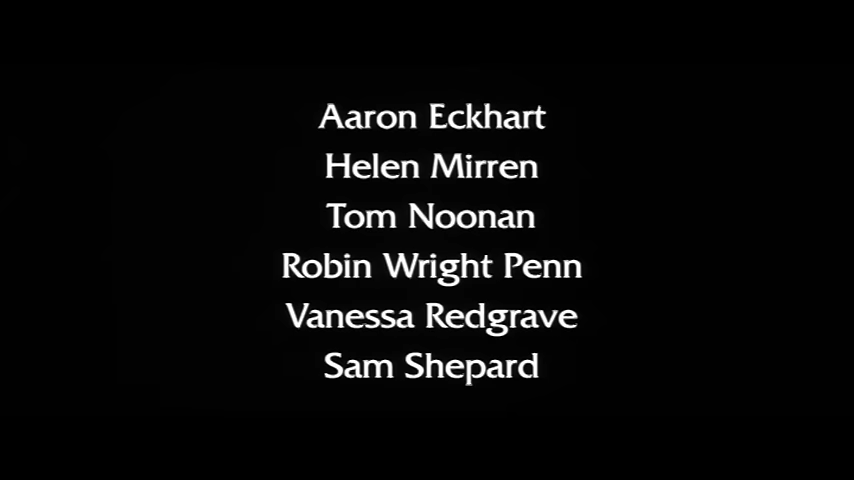 Aaron Eckhart
Helen Mirren
Tom Noonan
Robin Wright Penn
Vanessa Redgrave
Sam Shepard